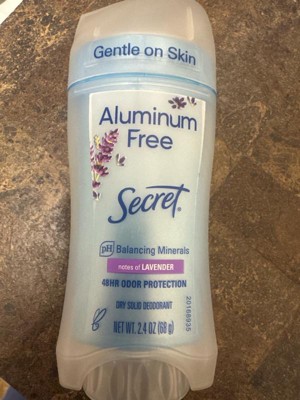 Gentle on Skin
Aluminum
Free
Secret®
pH Balancing Minerals
notes of LAVENDER
48HR ODOR PROTECTION
DRY SOLID DEODORANT
NET WT. 2.4 OZ (68 g)
20168935